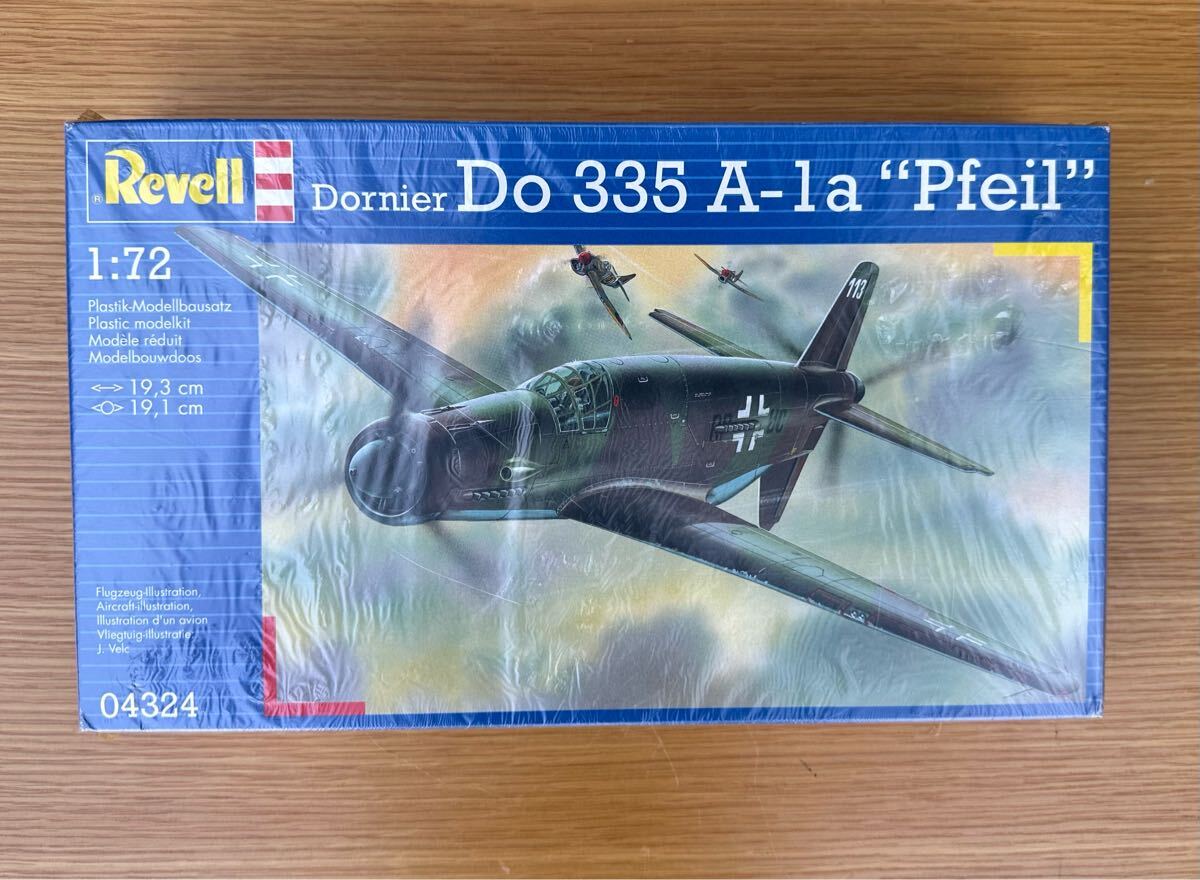 Revell
®
Dornier Do 335 A-1a “Pfeil”
1:72
Plastik-Modellbausatz
Plastic modelkit
Modèle réduit
Modelbouwdoos
19,3 cm
19,1 cm
113
Flugzeug-Illustration,
Aircraft-illustration,
Illustration d'un avion
Vliegtuig-illustratie:
J. Velc
04324